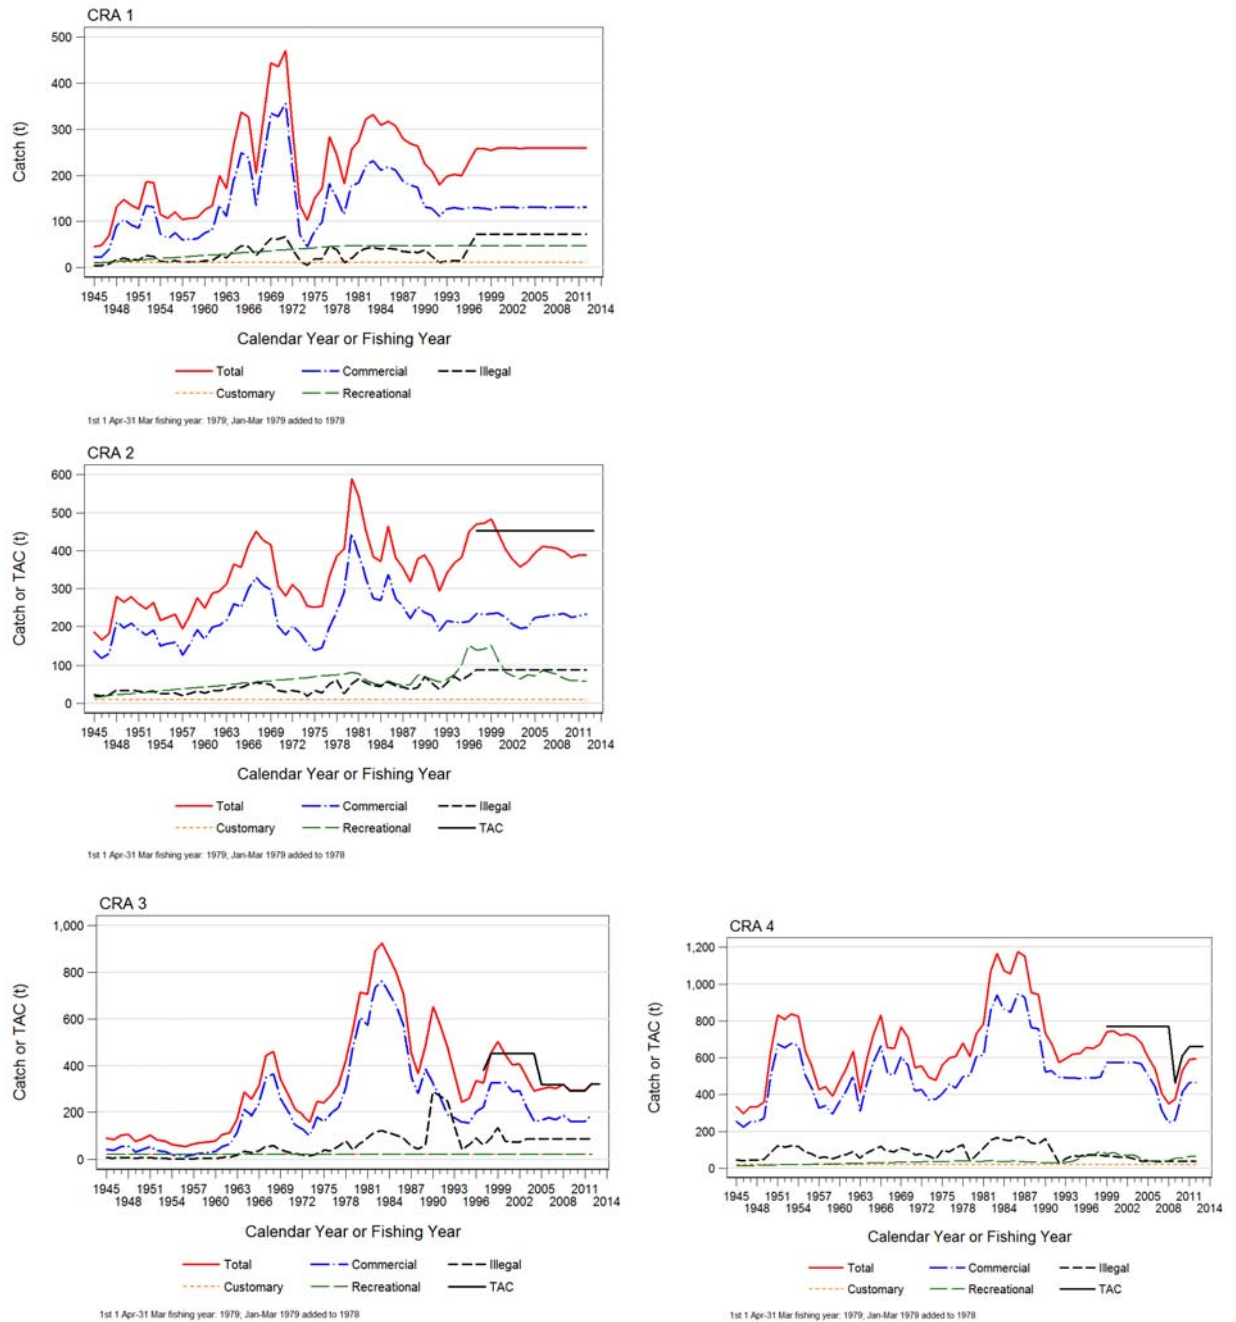 CRA 1
500
400
300
200
100
0
Catch (t)
1945 1951 1957 1963 1969 1975 1981 1987 1993 1999 2005 2011
1948 1954 1960 1966 1972 1978 1984 1990 1996 2002 2008 2014
Calendar Year or Fishing Year
Total Commercial Illegal
Customary Recreational
1st 1 Apr-31 Mar fishing year: 1979; Jan-Mar 1979 added to 1978
CRA 2
600
500
400
300
200
100
0
Catch or TAC (t)
1945 1951 1957 1963 1969 1975 1981 1987 1993 1999 2005 2011
1948 1954 1960 1966 1972 1978 1984 1990 1996 2002 2008 2014
Calendar Year or Fishing Year
Total Commercial Illegal
Customary Recreational TAC
1st 1 Apr-31 Mar fishing year: 1979; Jan-Mar 1979 added to 1978
CRA 3
1,000
800
600
400
200
0
Catch or TAC (t)
1945 1951 1957 1963 1969 1975 1981 1987 1993 1999 2005 2011
1948 1954 1960 1966 1972 1978 1984 1990 1996 2002 2008 2014
Calendar Year or Fishing Year
Total Commercial Illegal
Customary Recreational TAC
1st 1 Apr-31 Mar fishing year: 1979; Jan-Mar 1979 added to 1978
CRA 4
1,200
1,000
800
600
400
200
0
Catch or TAC (t)
1945 1951 1957 1963 1969 1975 1981 1987 1993 1999 2005 2011
1948 1954 1960 1966 1972 1978 1984 1990 1996 2002 2008 2014
Calendar Year or Fishing Year
Total Commercial Illegal
Customary Recreational TAC
1st 1 Apr-31 Mar fishing year: 1979; Jan-Mar 1979 added to 1978